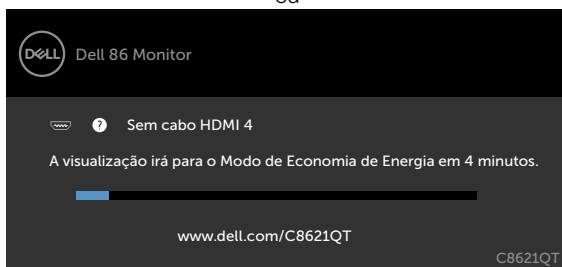 ou
DELL
Dell 86 Monitor
? Sem cabo HDMI 4
A visualização irá para o Modo de Economia de Energia em 4 minutos.
www.dell.com/C8621QT
C8621QT